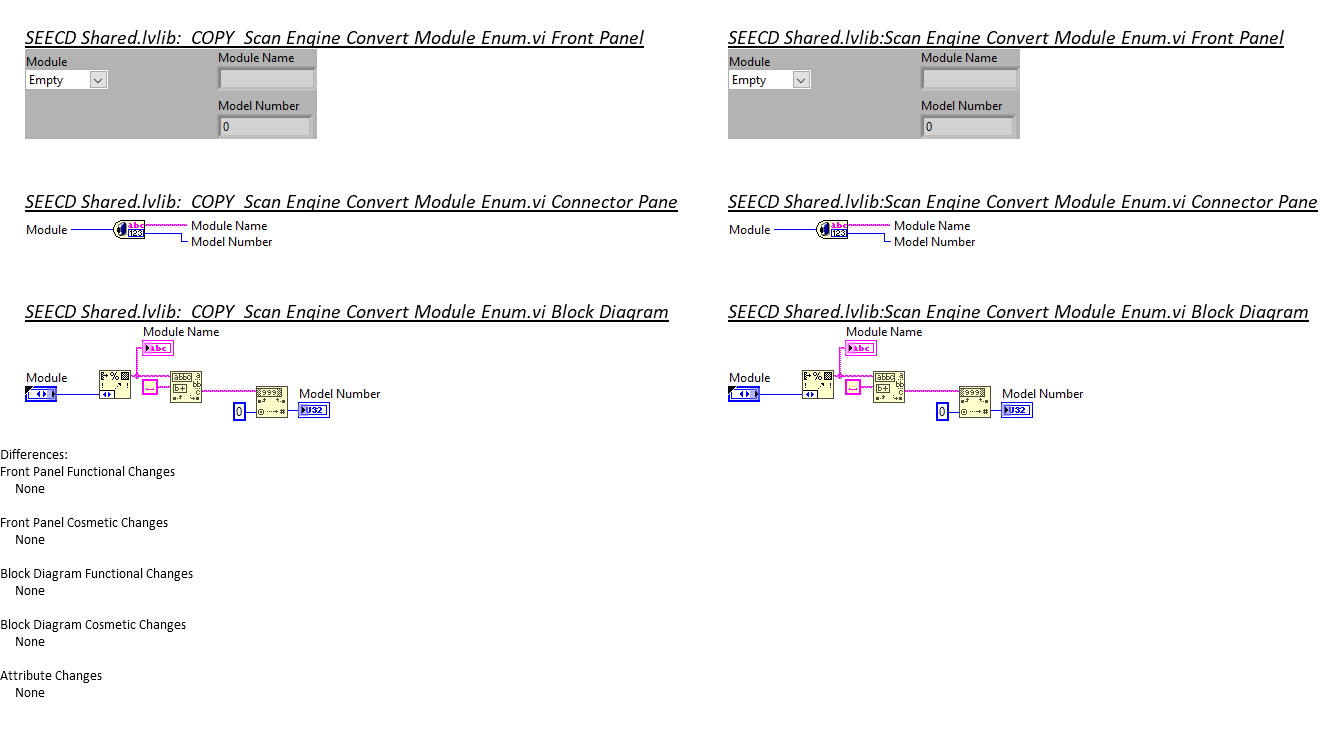 SEECD Shared.lvlib:  COPY  Scan Engine Convert Module Enum.vi Front Panel
Module
Empty
Module Name
Model Number
0
SEECD Shared.lvlib:Scan Engine Convert Module Enum.vi Front Panel
Module
Empty
Module Name
Model Number
0
SEECD Shared.lvlib:  COPY  Scan Engine Convert Module Enum.vi Connector Pane
Module
abc
123
Module Name
Model Number
SEECD Shared.lvlib:Scan Engine Convert Module Enum.vi Connector Pane
Module
abc
123
Module Name
Model Number
SEECD Shared.lvlib:  COPY  Scan Engine Convert Module Enum.vi Block Diagram
Module Name
abc
Module
Model Number
0
U32
SEECD Shared.lvlib:Scan Engine Convert Module Enum.vi Block Diagram
Module Name
abc
Module
Model Number
0
U32
Differences:
Front Panel Functional Changes
None
Front Panel Cosmetic Changes
None
Block Diagram Functional Changes
None
Block Diagram Cosmetic Changes
None
Attribute Changes
None